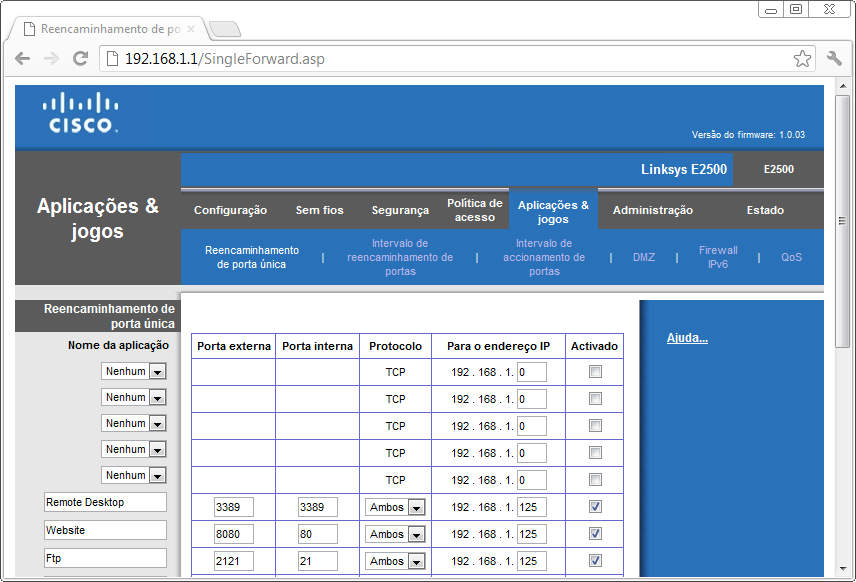 Reencaminhamento de po
192.168.1.1/SingleForward.asp
CISCO.
Versão do firmware: 1.0.03
Linksys E2500 E2500
Aplicações &
jogos
Configuração Sem fios Segurança Política de acesso Aplicações & jogos Administração Estado
Reencaminhamento de porta única | Intervalo de reencaminhamento de portas | Intervalo de accionamento de portas | DMZ | Firewall IPv6 | QoS
Reencaminhamento de
porta única
Nome da aplicação
Porta externa Porta interna Protocolo Para o endereço IP Activado
Ajuda...
Nenhum TCP 192 . 168 . 1. 0
Nenhum TCP 192 . 168 . 1. 0
Nenhum TCP 192 . 168 . 1. 0
Nenhum TCP 192 . 168 . 1. 0
Nenhum TCP 192 . 168 . 1. 0
Remote Desktop 3389 3389 Ambos 192 . 168 . 1. 125
Website 8080 80 Ambos 192 . 168 . 1. 125
Ftp 2121 21 Ambos 192 . 168 . 1. 125